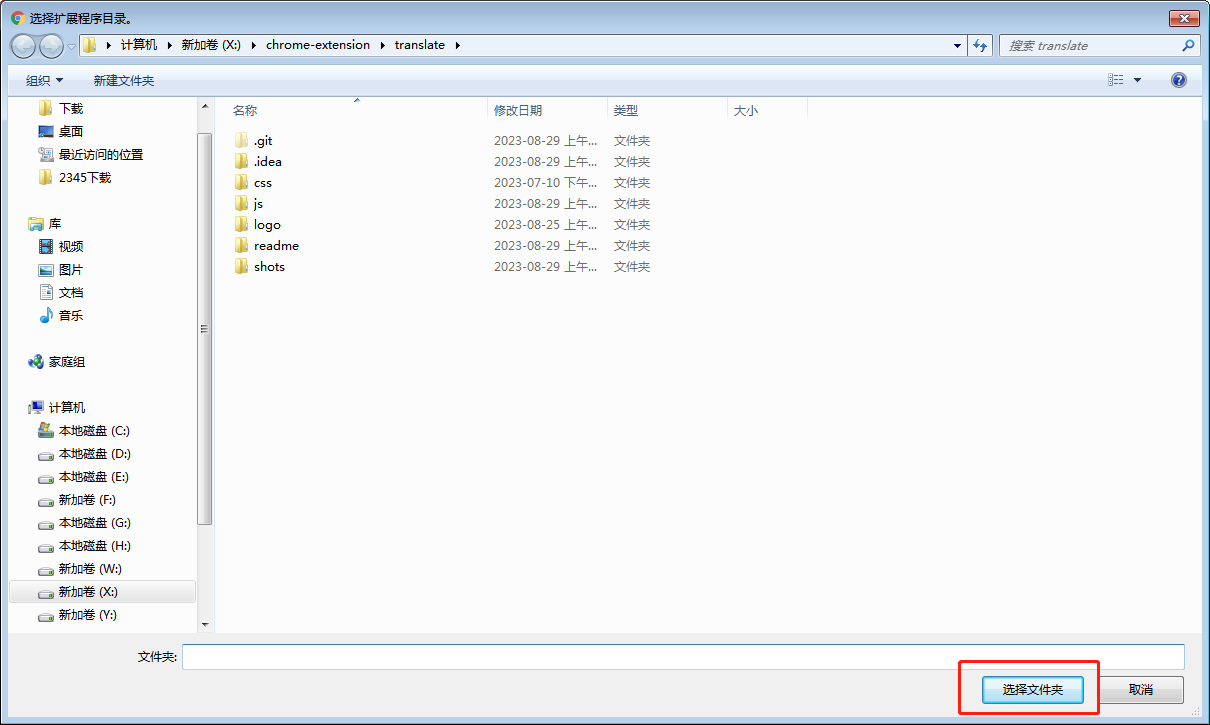 选择扩展程序目录。
计算机 新加卷 (X:) chrome-extension translate
搜索 translate
组织 新建文件夹
下载
桌面
最近访问的位置
2345下载
库
视频
图片
文档
音乐
家庭组
计算机
本地磁盘 (C:)
本地磁盘 (D:)
本地磁盘 (E:)
新加卷 (F:)
本地磁盘 (G:)
本地磁盘 (H:)
新加卷 (W:)
新加卷 (X:)
新加卷 (Y:)
名称 修改日期 类型 大小
.git 2023-08-29 上午... 文件夹
.idea 2023-08-29 上午... 文件夹
css 2023-07-10 下午... 文件夹
js 2023-08-29 上午... 文件夹
logo 2023-08-25 上午... 文件夹
readme 2023-08-29 上午... 文件夹
shots 2023-08-29 上午... 文件夹
文件夹:
选择文件夹 取消